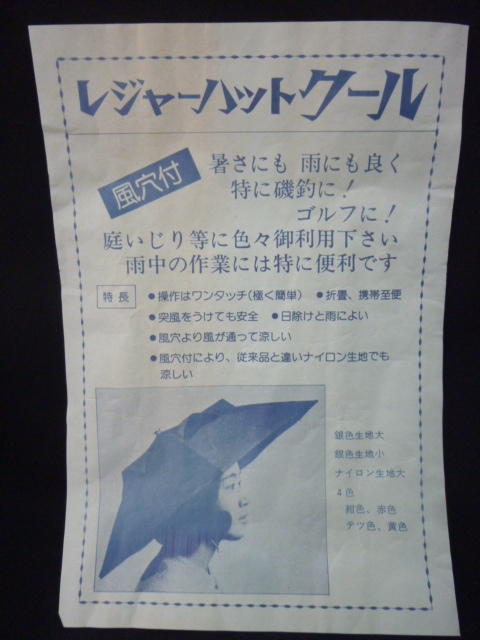 レジャーハットクール
風穴付
暑さにも 雨にも良く
特に磯釣に！
ゴルフに！
庭いじり等に色々御利用下さい
雨中の作業には特に便利です
特長
●操作はワンタッチ(極く簡単) ●折畳、携帯至便
●突風をうけても安全 ●日除けと雨によい
●風穴より風が通って涼しい
●風穴付により、従来品と違いナイロン生地でも
涼しい
銀色生地大
銀色生地小
ナイロン生地大
4色
紺色、赤色
テツ色、黄色